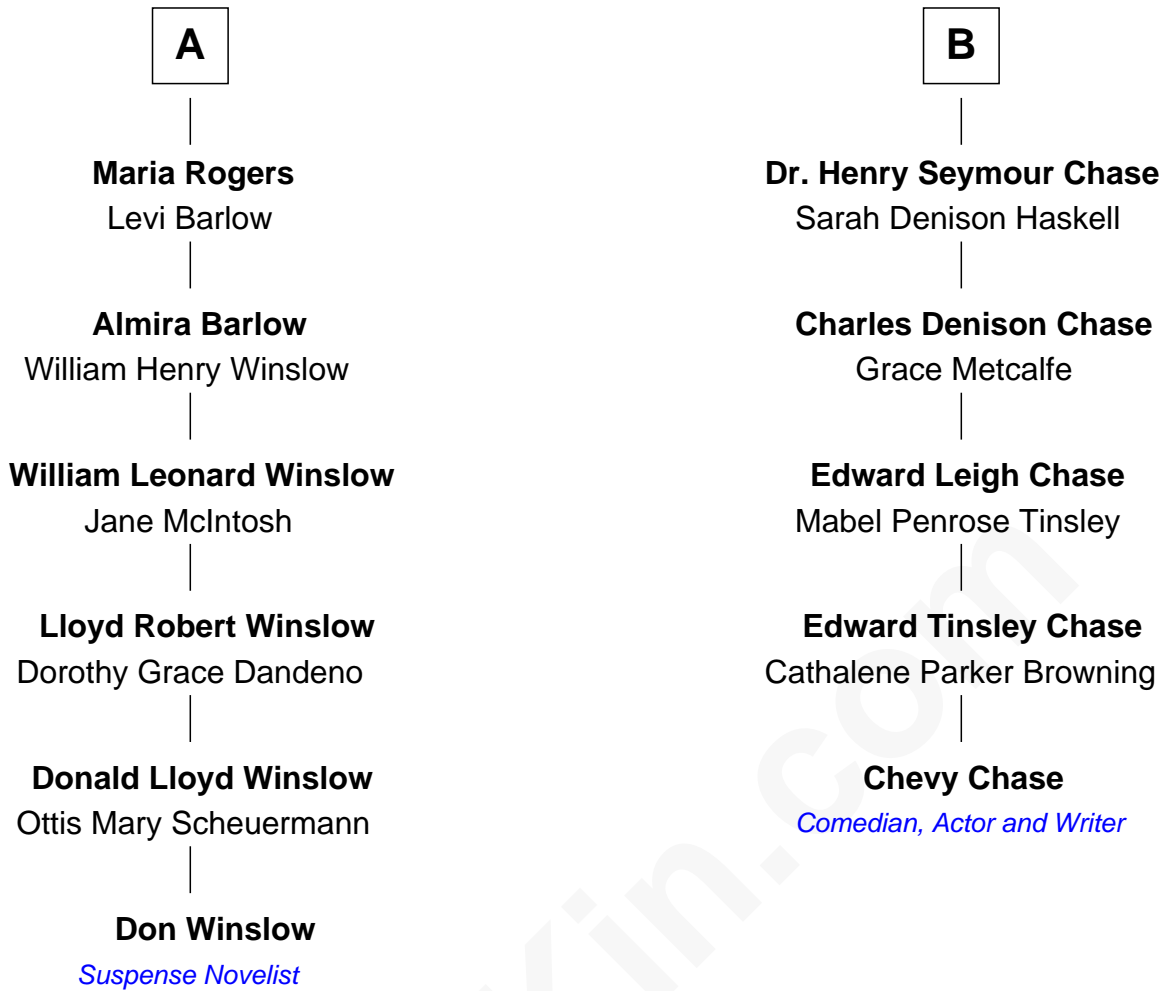 A
Maria Rogers
Levi Barlow
Almira Barlow
William Henry Winslow
William Leonard Winslow
Jane McIntosh
Lloyd Robert Winslow
Dorothy Grace Dandeno
Donald Lloyd Winslow
Ottis Mary Scheuermann
Don Winslow
Suspense Novelist
B
Dr. Henry Seymour Chase
Sarah Denison Haskell
Charles Denison Chase
Grace Metcalfe
Edward Leigh Chase
Mabel Penrose Tinsley
Edward Tinsley Chase
Cathalene Parker Browning
Chevy Chase
Comedian, Actor and Writer